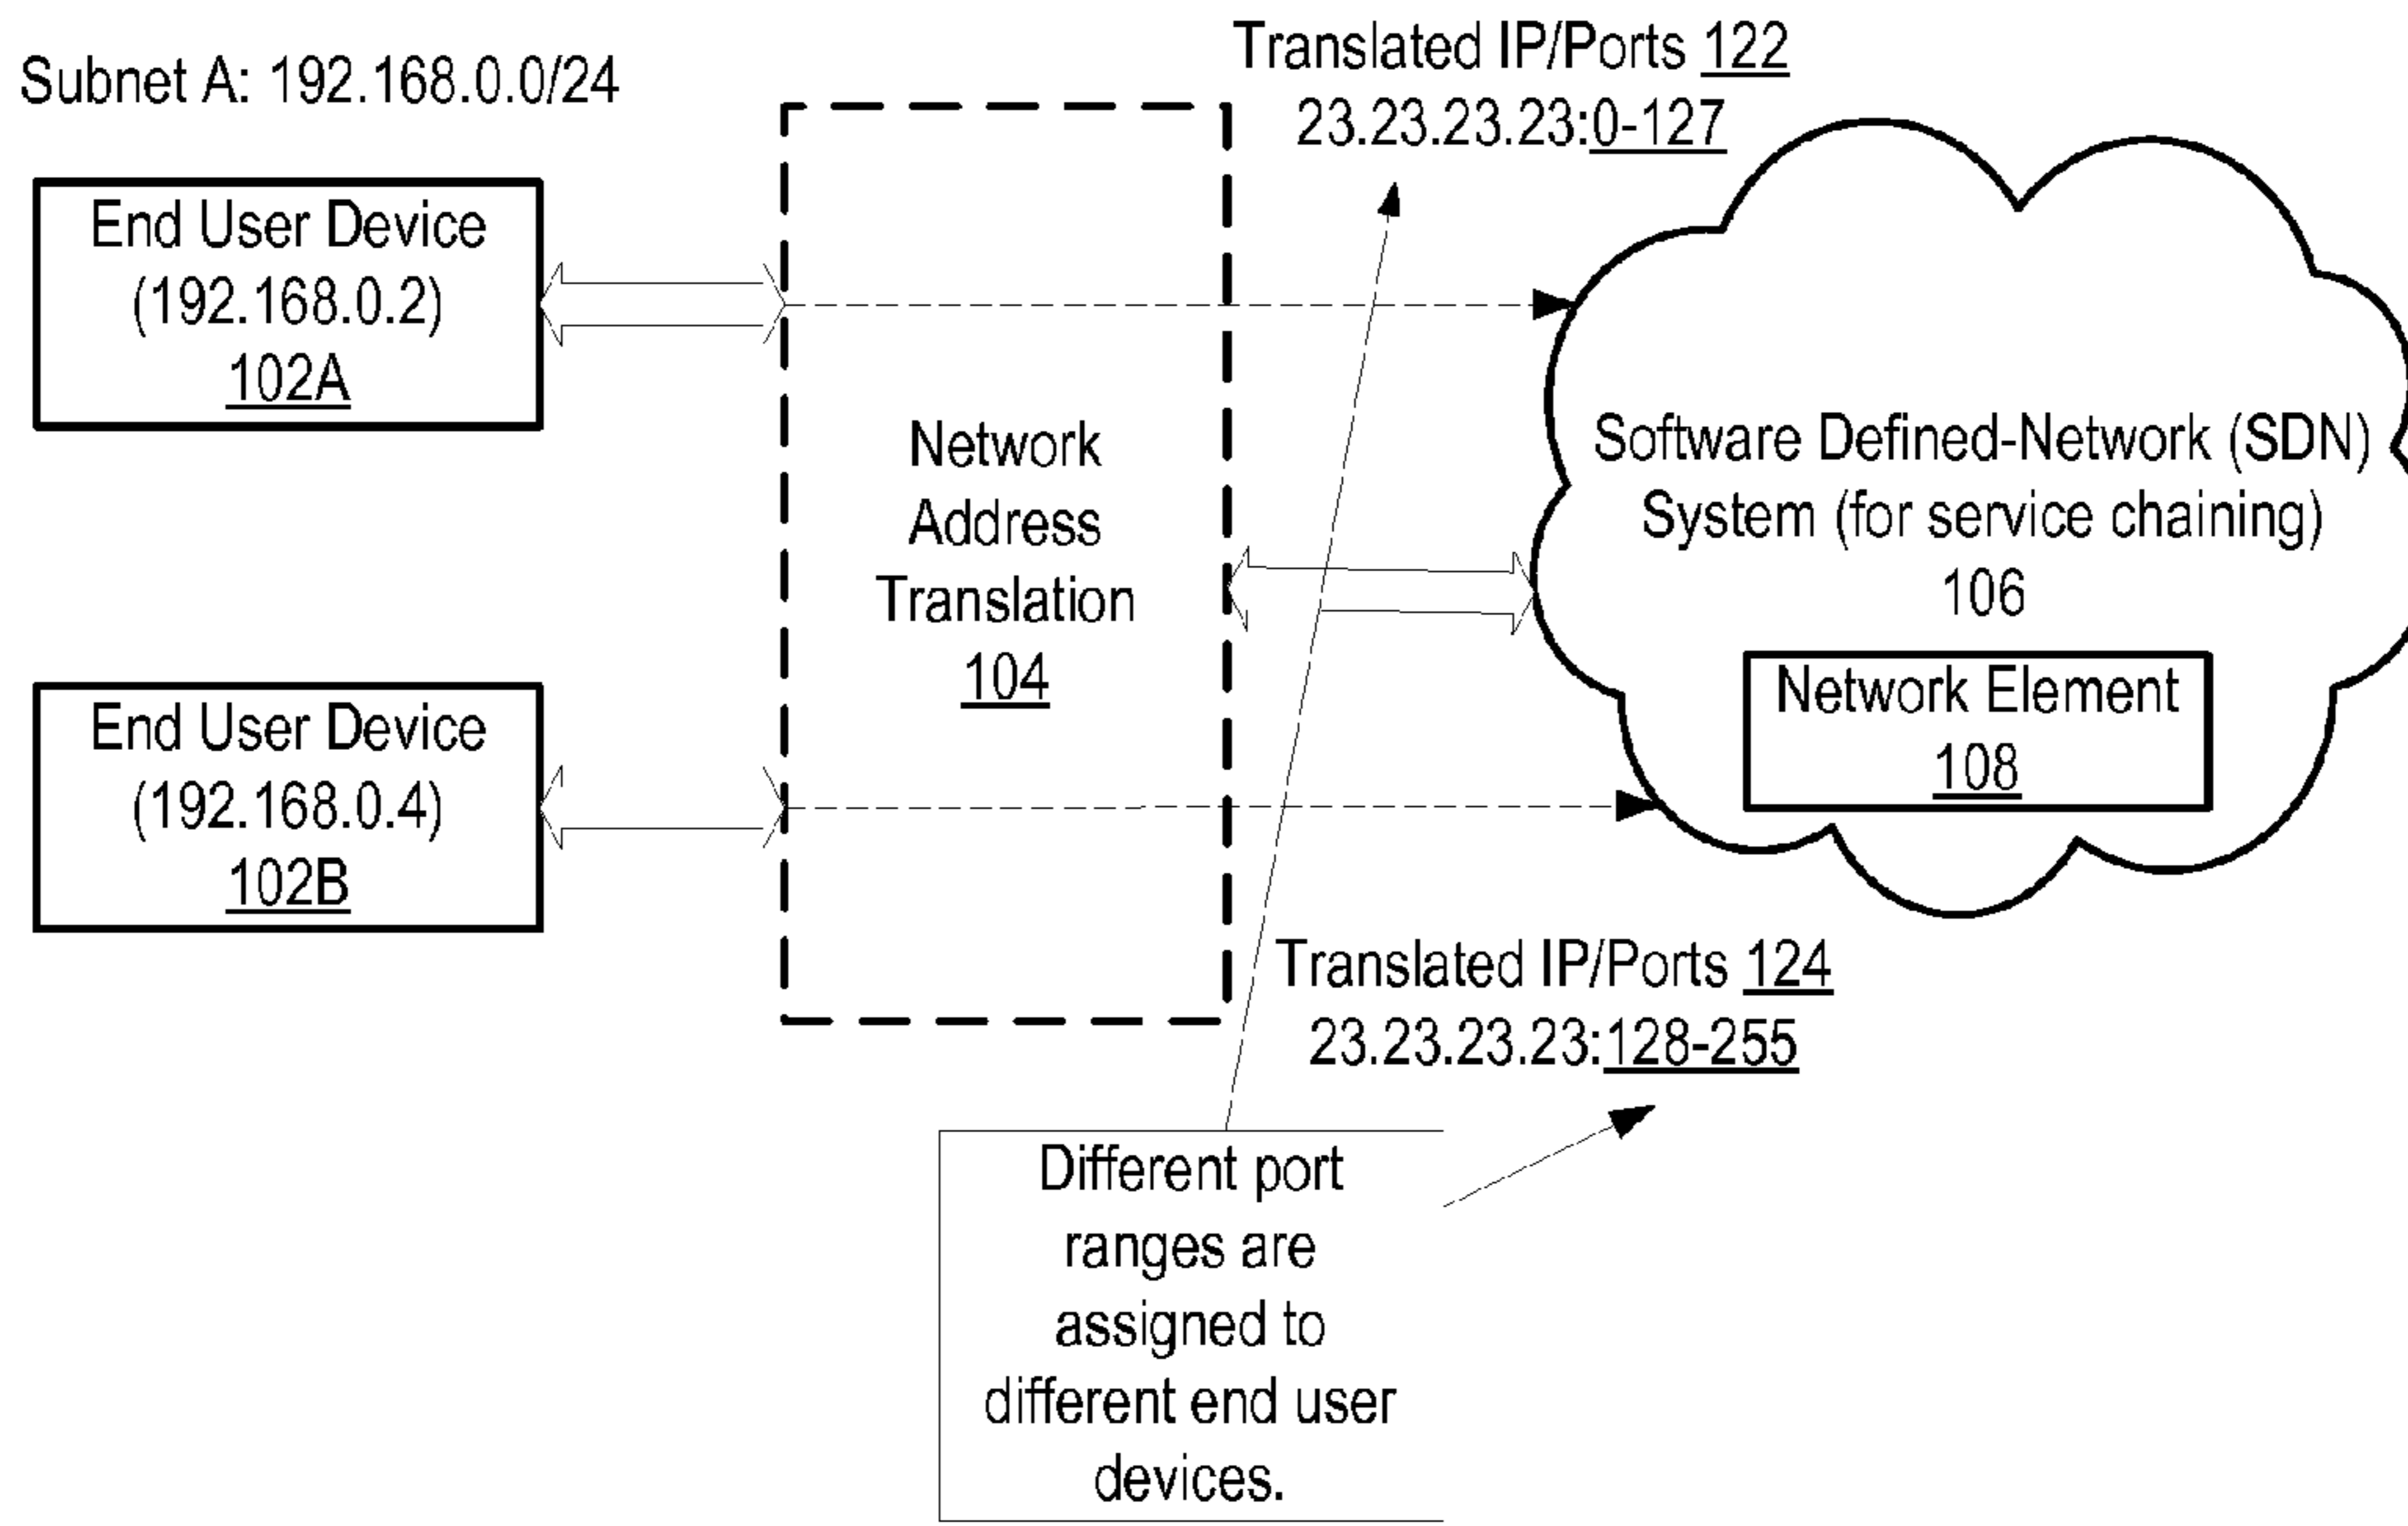 Subnet A: 192.168.0.0/24
Translated IP/Ports 122
23.23.23.23:0-127
End User Device
(192.168.0.2)
102A
Network
Address
Translation
104
Software Defined-Network (SDN)
System (for service chaining)
106
Network Element
108
End User Device
(192.168.0.4)
102B
Translated IP/Ports 124
23.23.23.23:128-255
Different port
ranges are
assigned to
different end user
devices.